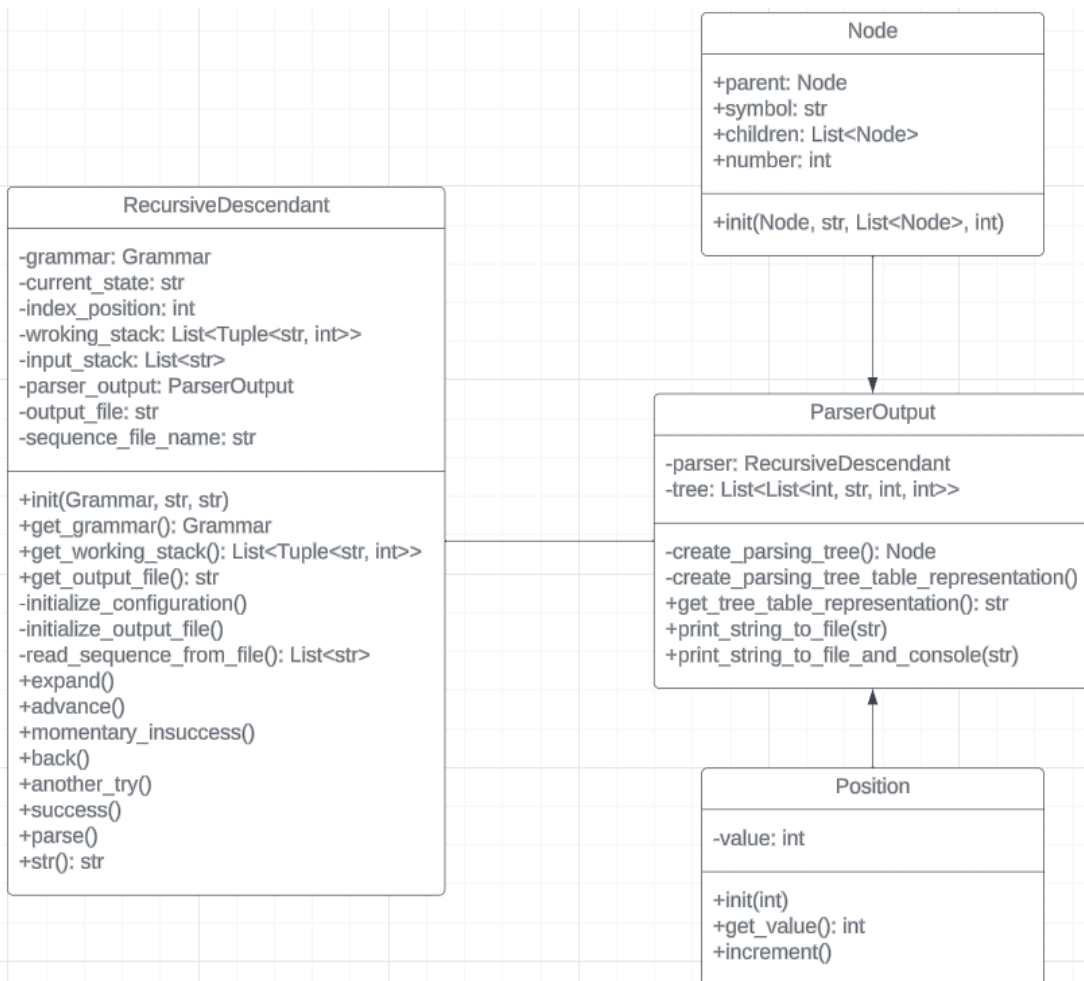 Node
+parent: Node
+symbol: str
+children: List<Node>
+number: int
+init(Node, str, List<Node>, int)
RecursiveDescendant
-grammar: Grammar
-current_state: str
-index_position: int
-wroking_stack: List<Tuple<str, int>>
-input_stack: List<str>
-parser_output: ParserOutput
-output_file: str
-sequence_file_name: str
+init(Grammar, str, str)
+get_grammar(): Grammar
+get_working_stack(): List<Tuple<str, int>>
+get_output_file(): str
-initialize_configuration()
-initialize_output_file()
-read_sequence_from_file(): List<str>
+expand()
+advance()
+momentary_insuccess()
+back()
+another_try()
+success()
+parse()
+str(): str
ParserOutput
-parser: RecursiveDescendant
-tree: List<List<int, str, int, int>>
-create_parsing_tree(): Node
-create_parsing_tree_table_representation()
+get_tree_table_representation(): str
+print_string_to_file(str)
+print_string_to_file_and_console(str)
Position
-value: int
+init(int)
+get_value(): int
+increment()